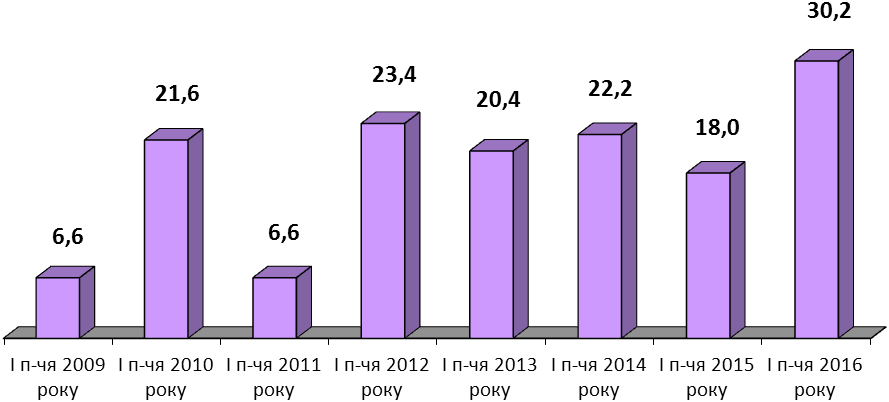 30,2
23,4
22,2
21,6
20,4
18,0
6,6
6,6
І п-чя 2009 року
І п-чя 2010 року
І п-чя 2011 року
І п-чя 2012 року
І п-чя 2013 року
І п-чя 2014 року
І п-чя 2015 року
І п-чя 2016 року